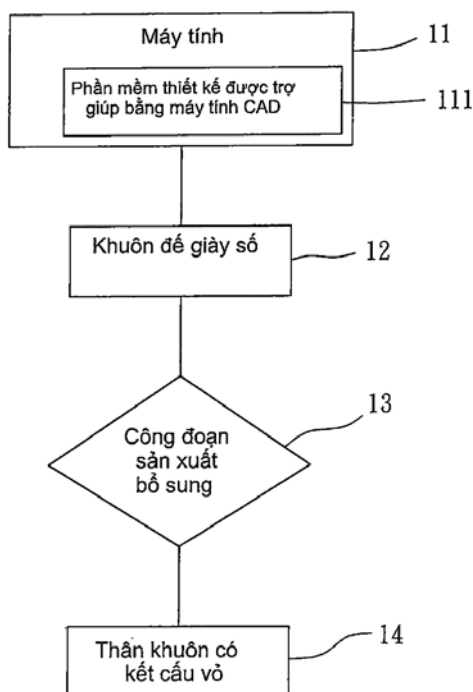 Máy tính
11
Phần mềm thiết kế được trợ
giúp bằng máy tính CAD
111
Khuôn đế giày số
12
13
Công đoạn
sản xuất
bổ sung
14
Thân khuôn có
kết cấu vỏ